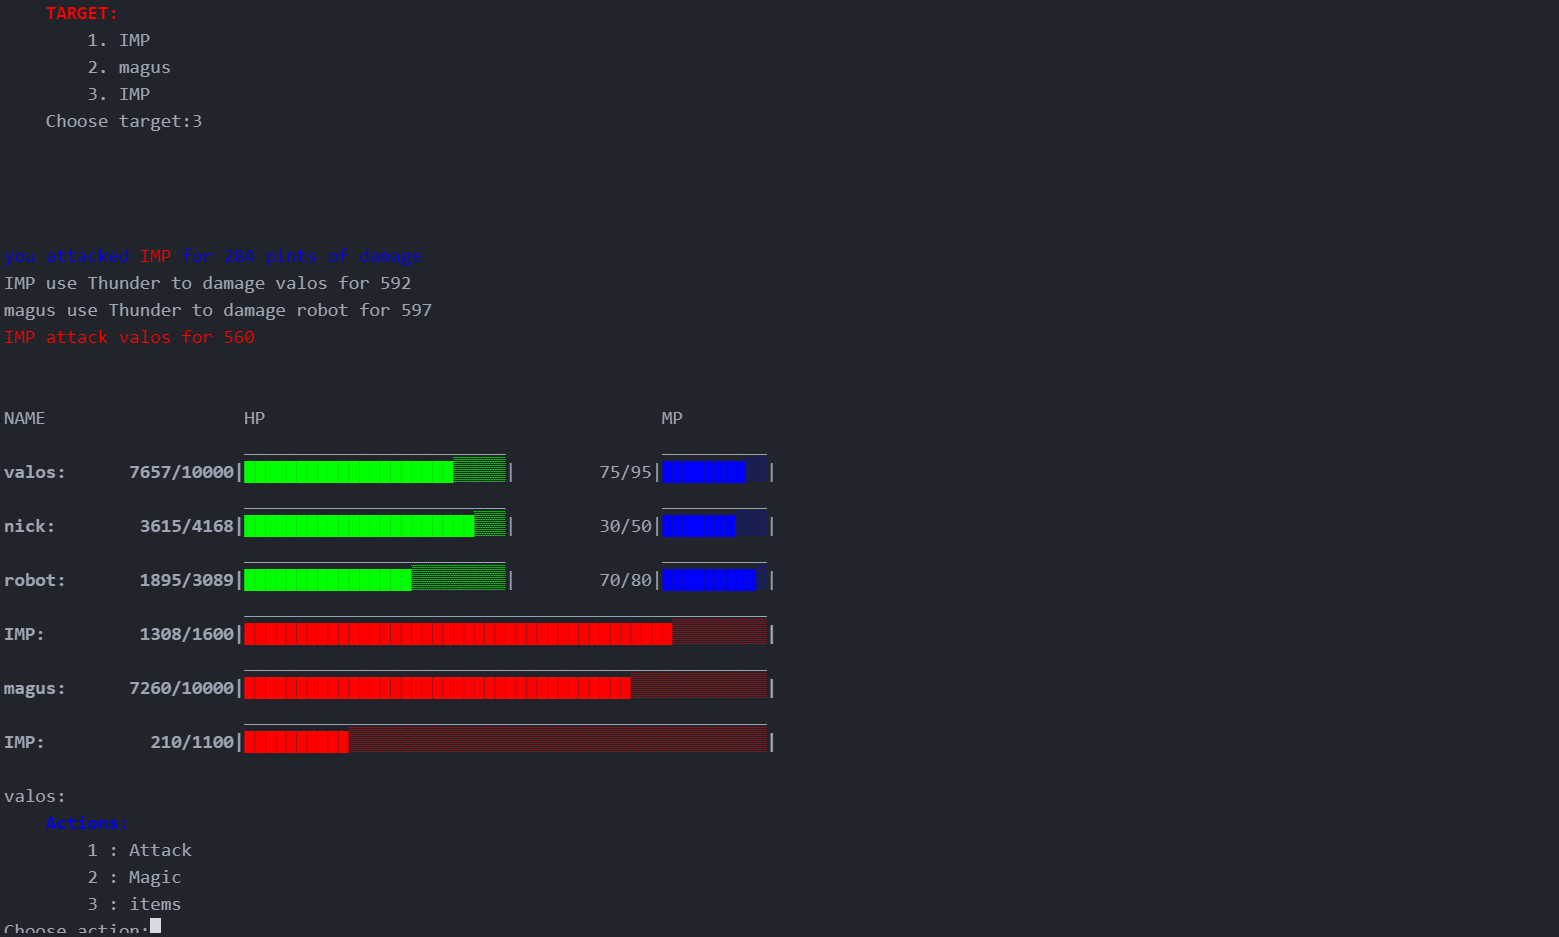 TARGET:
1. IMP
2. magus
3. IMP
Choose target:3
you attacked IMP for 284 pints of damage
IMP use Thunder to damage valos for 592
magus use Thunder to damage robot for 597
IMP attack valos for 560
NAME HP MP
valos: 7657/10000| | 75/95| |
nick: 3615/4168| | 30/50| |
robot: 1895/3089| | 70/80| |
IMP: 1308/1600| |
magus: 7260/10000| |
IMP: 210/1100| |
valos:
Actions:
1 : Attack
2 : Magic
3 : items
Choose action: